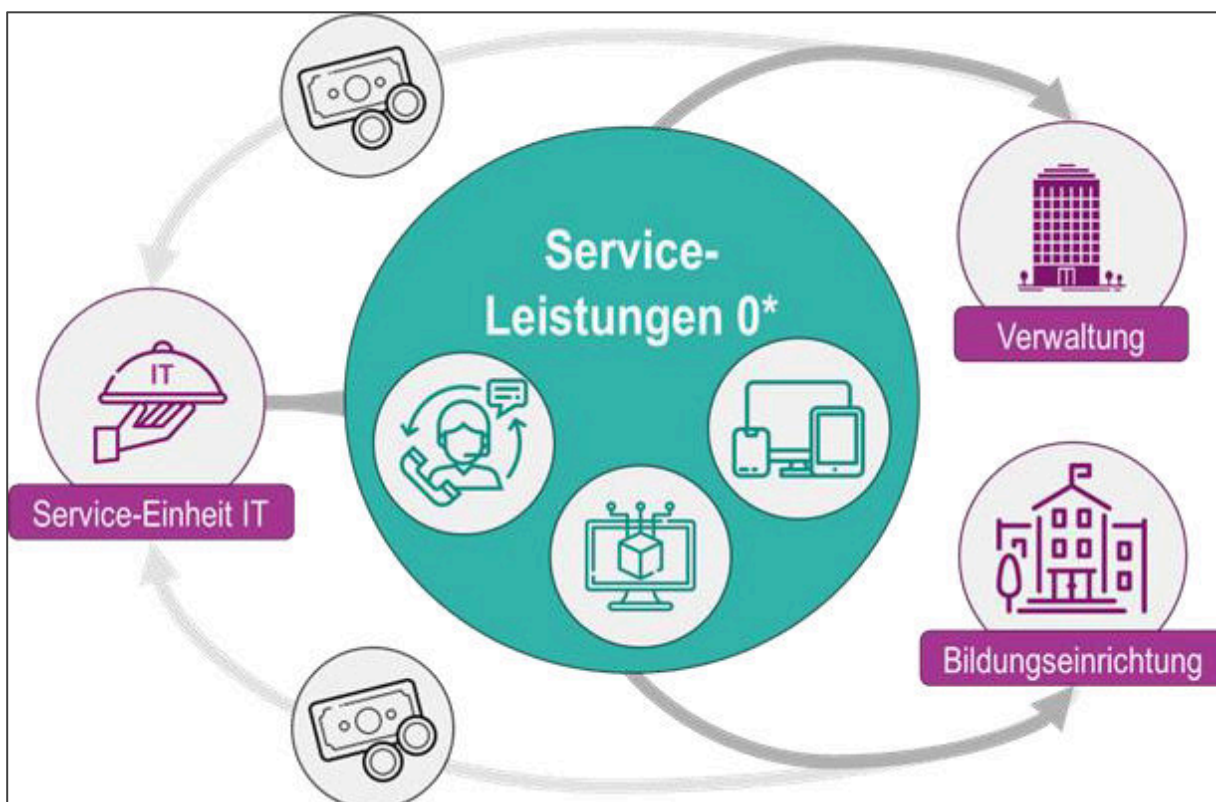 Service-
Leistungen 0*
IT
Service-Einheit IT
Verwaltung
Bildungseinrichtung